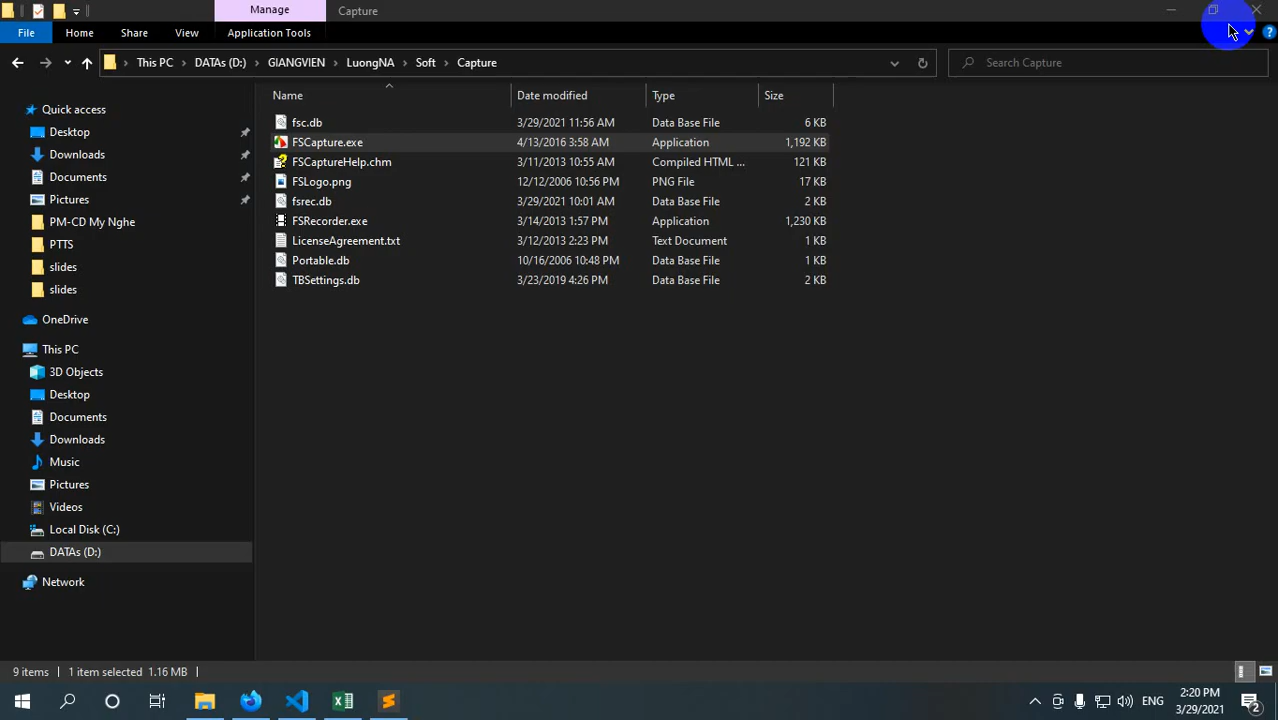 Manage
Capture
File
Home
Share
View
Application Tools
This PC
DATAs (D:)
GIANGVIEN
LuongNA
Soft
Capture
Search Capture
Name
Date modified
Type
Size
fsc.db 3/29/2021 11:56 AM Data Base File 6 KB
FSCapture.exe 4/13/2016 3:58 AM Application 1,192 KB
FSCaptureHelp.chm 3/11/2013 10:55 AM Compiled HTML ... 121 KB
FSLogo.png 12/12/2006 10:56 PM PNG File 17 KB
fsrec.db 3/29/2021 10:01 AM Data Base File 2 KB
FSRecorder.exe 3/14/2013 1:57 PM Application 1,230 KB
LicenseAgreement.txt 3/12/2013 2:23 PM Text Document 1 KB
Portable.db 10/16/2006 10:48 PM Data Base File 1 KB
TBSettings.db 3/23/2019 4:26 PM Data Base File 2 KB
Quick access
Desktop
Downloads
Documents
Pictures
PM-CD My Nghe
PTTS
slides
slides
OneDrive
This PC
3D Objects
Desktop
Documents
Downloads
Music
Pictures
Videos
Local Disk (C:)
DATAs (D:)
Network
9 items
1 item selected 1.16 MB
ENG
2:20 PM
3/29/2021
2